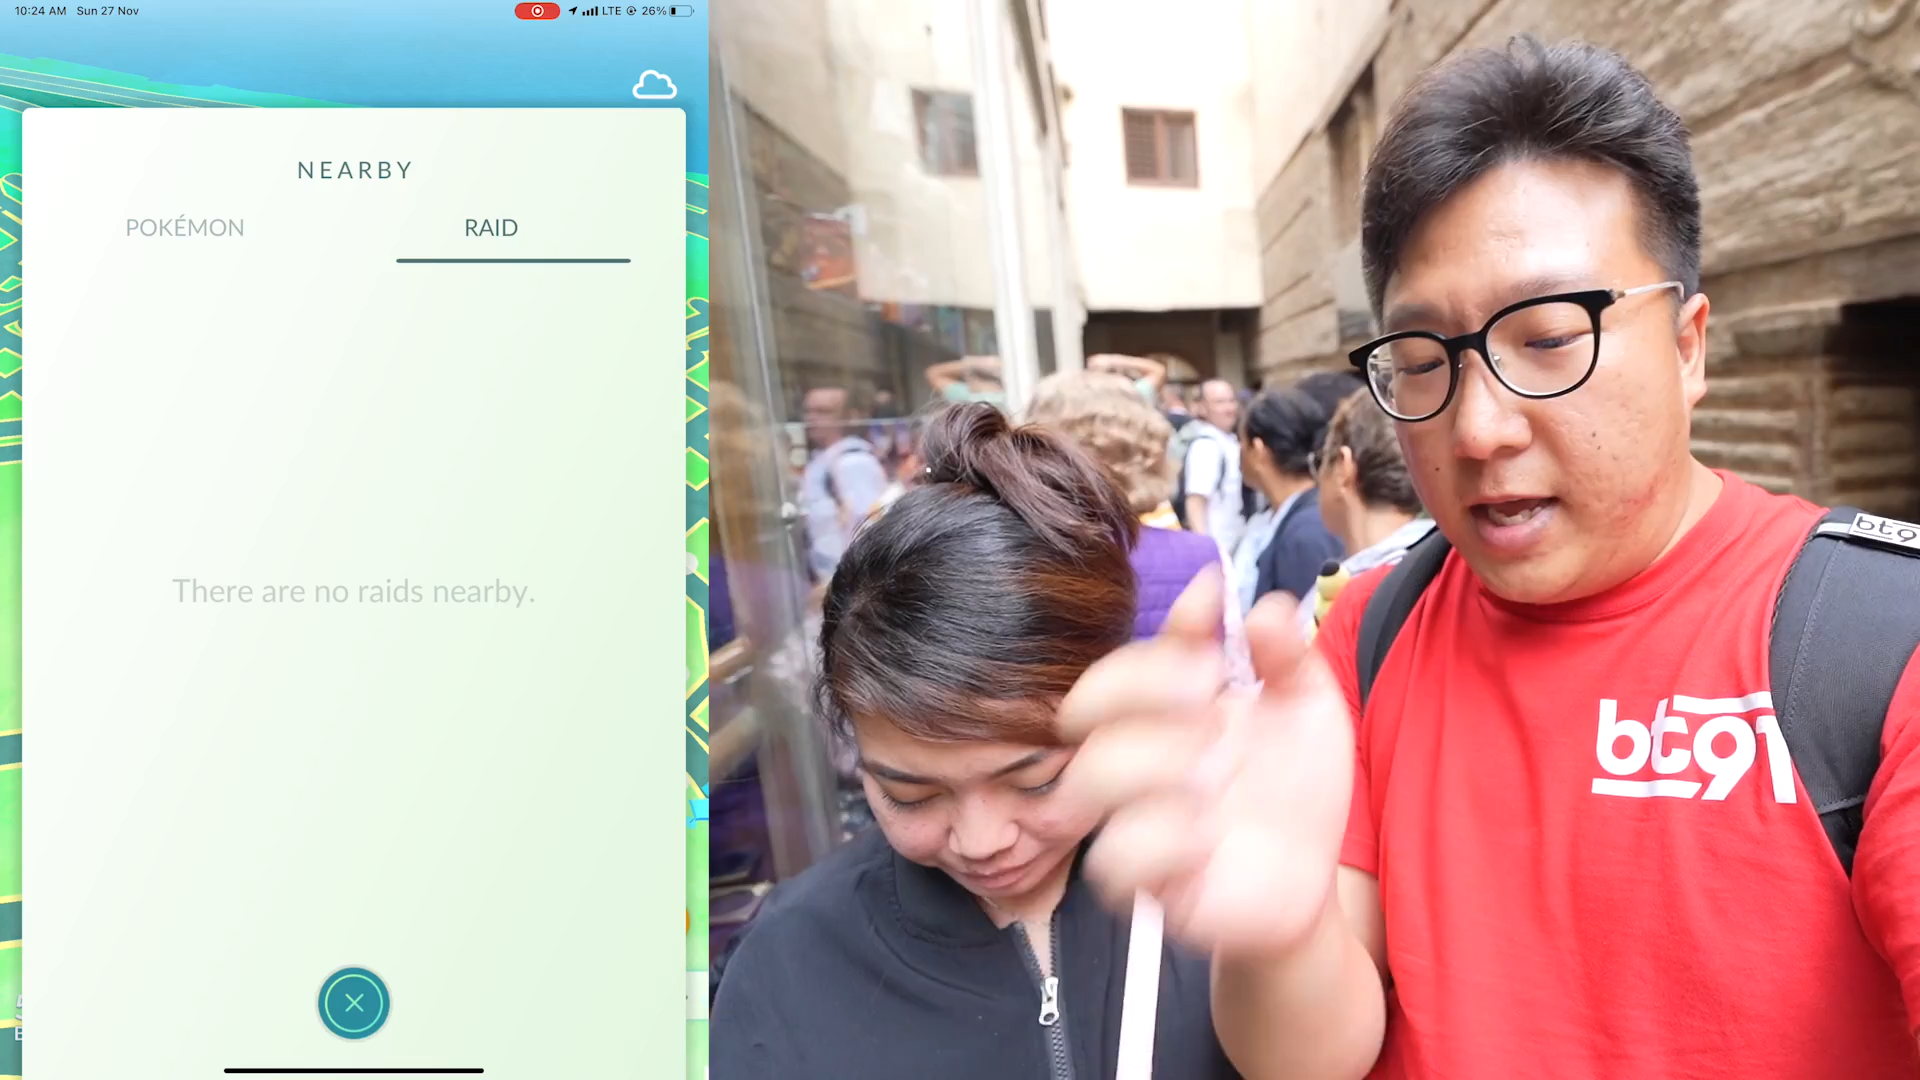 10:24 AM Sun 27 Nov
LTE 26%
NEARBY
POKÉMON RAID
There are no raids nearby.
bt9
bt91